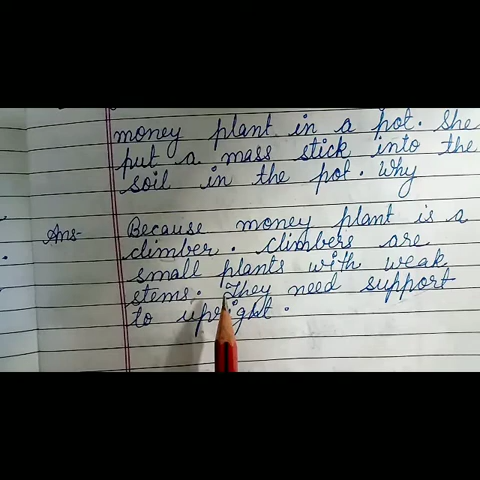 money plant in a pot. She
put a mass stick into the
soil in the pot. Why
Ans- Because money plant is a
climber. Climbers are
small plants with weak
stems. They need support
to upright.